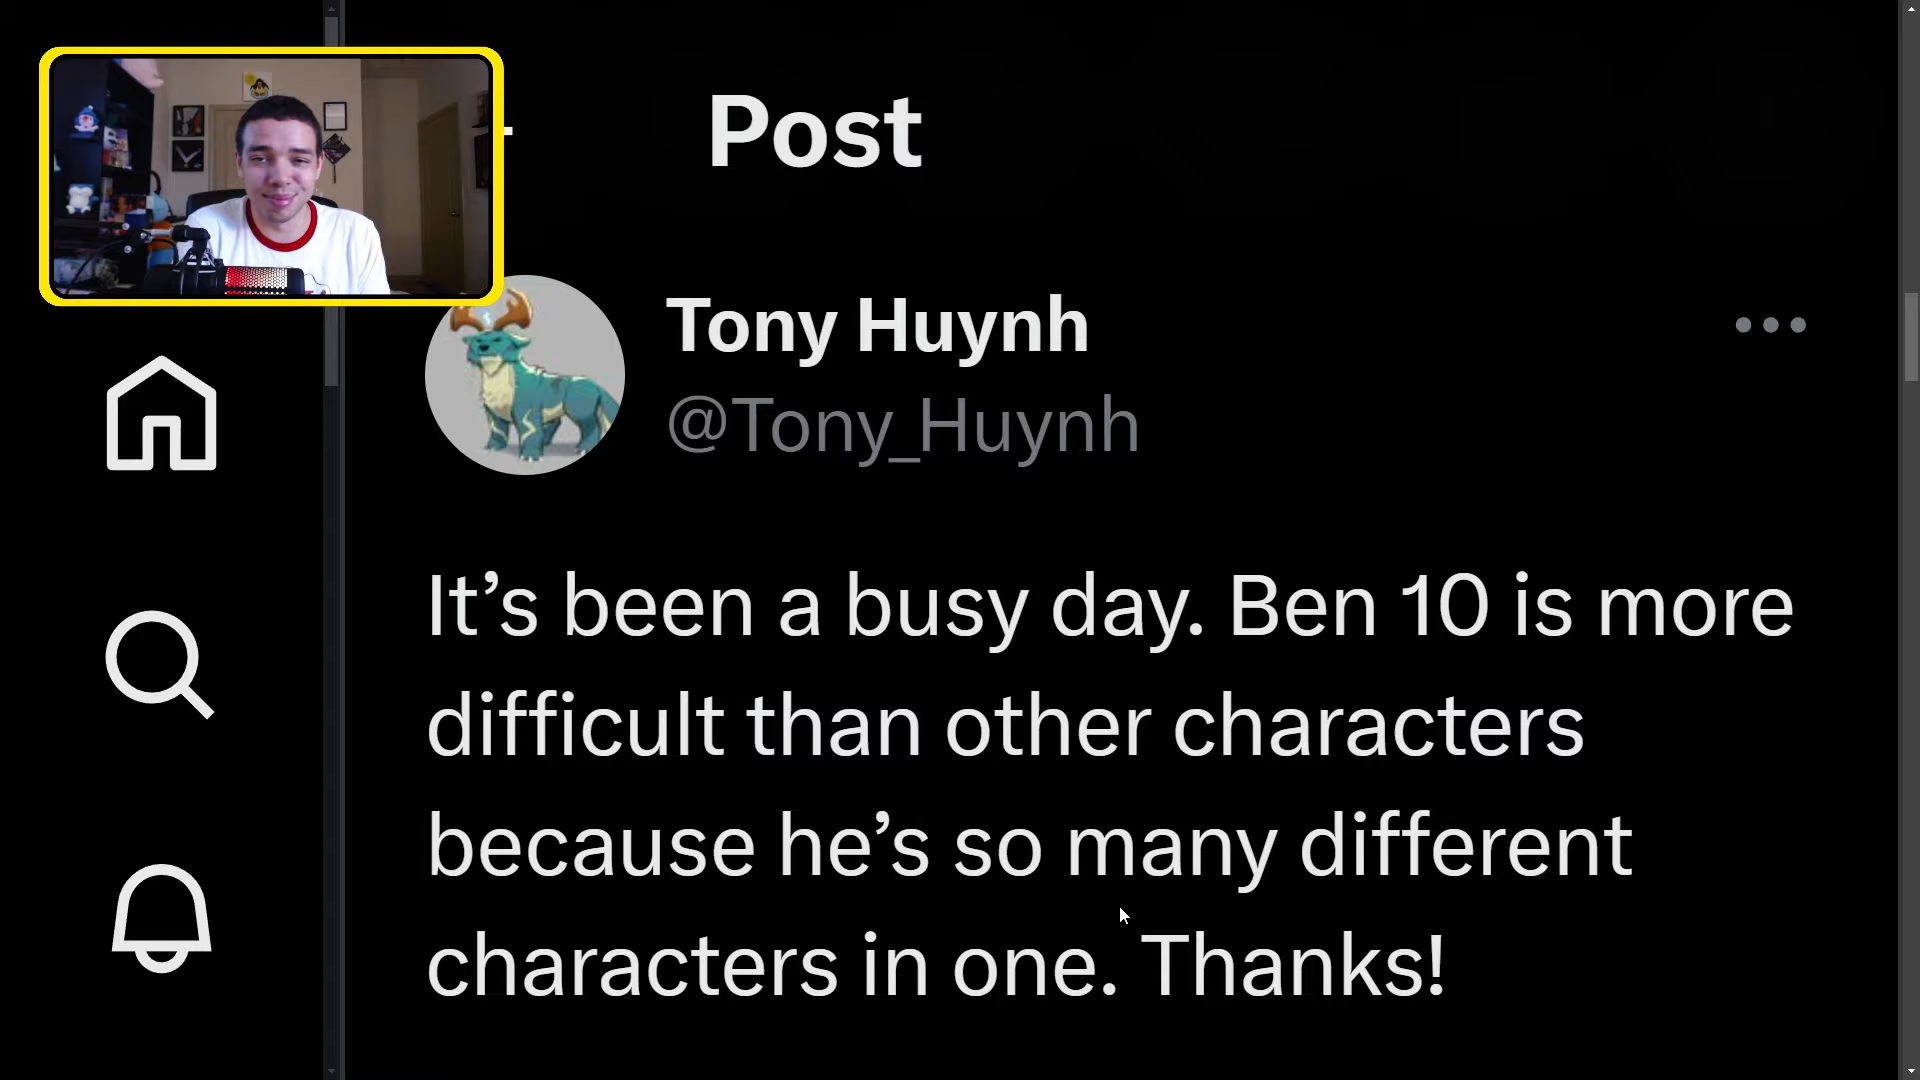 Post
Tony Huynh
@Tony_Huynh
It’s been a busy day. Ben 10 is more
difficult than other characters
because he’s so many different
characters in one. Thanks!